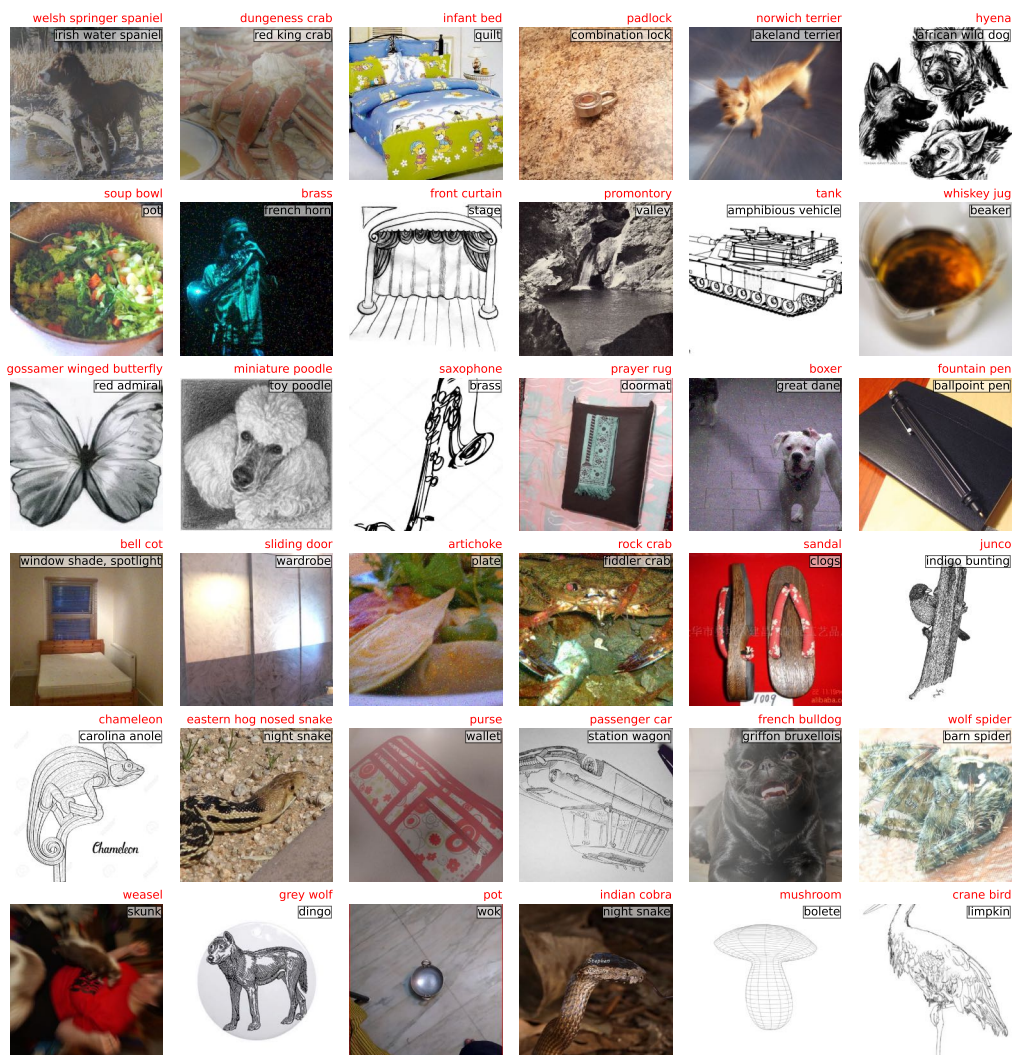 welsh springer spaniel
irish water spaniel
dungeness crab
red king crab
infant bed
quilt
padlock
combination lock
norwich terrier
lakeland terrier
hyena
african wild dog
soup bowl
pot
brass
french horn
front curtain
stage
promontory
valley
tank
amphibious vehicle
whiskey jug
beaker
gossamer winged butterfly
red admiral
miniature poodle
toy poodle
saxophone
brass
prayer rug
doormat
boxer
great dane
fountain pen
ballpoint pen
bell cot
window shade, spotlight
sliding door
wardrobe
artichoke
plate
rock crab
fiddler crab
sandal
clogs
1009
alibaba.c
junco
indigo bunting
chameleon
carolina anole
Chameleon
eastern hog nosed snake
night snake
purse
wallet
passenger car
station wagon
french bulldog
griffon bruxellois
wolf spider
barn spider
weasel
skunk
grey wolf
dingo
pot
wok
indian cobra
night snake
Stephan
mushroom
bolete
crane bird
limpkin